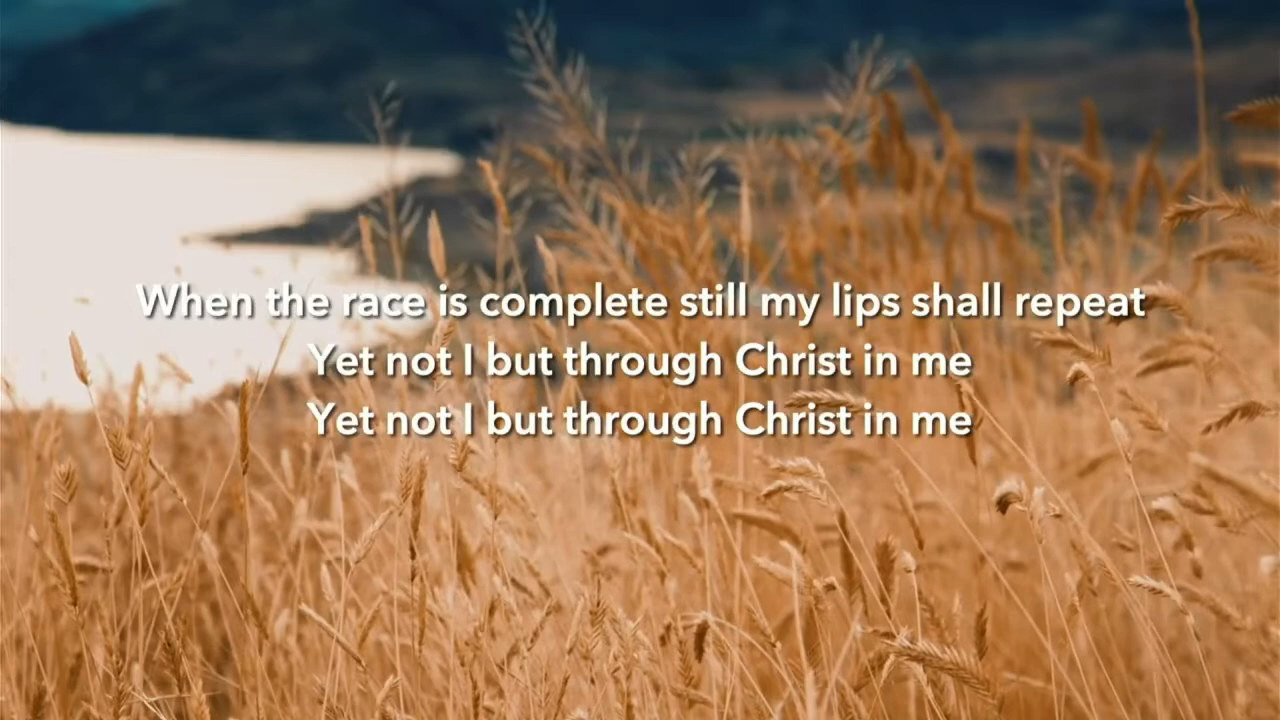 When the race is complete still my lips shall repeat
Yet not I but through Christ in me
Yet not I but through Christ in me